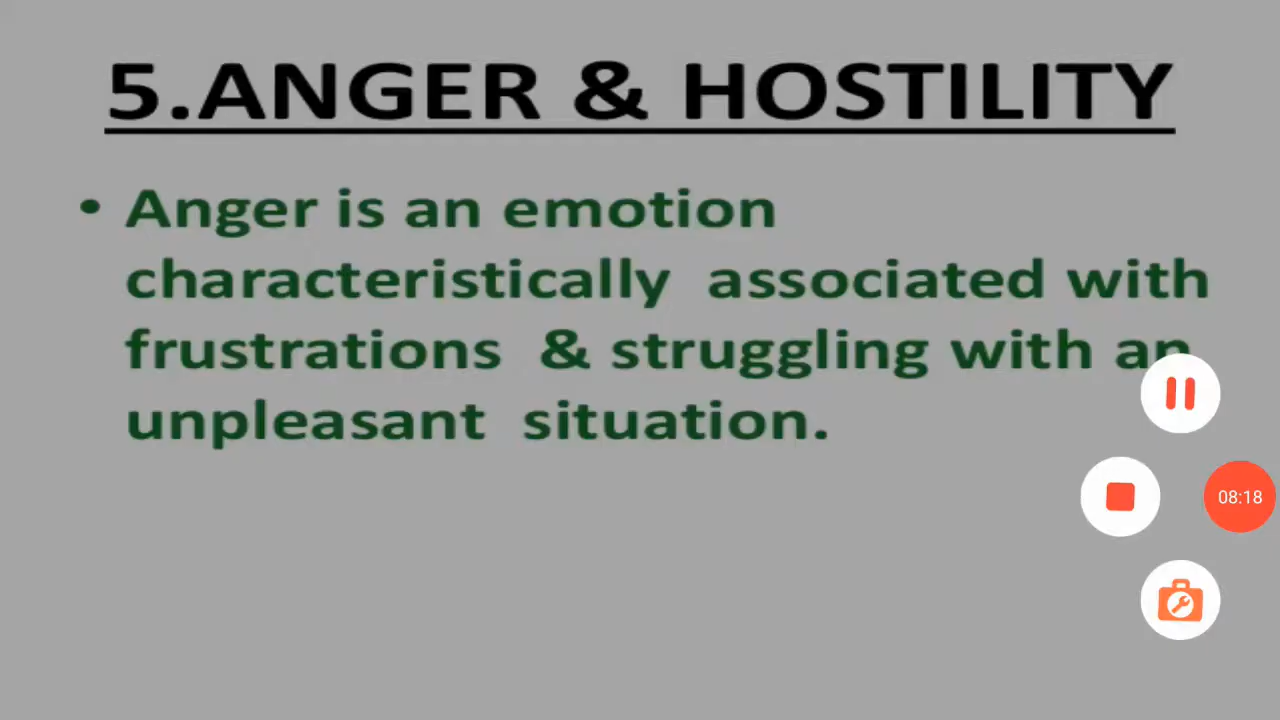 5.ANGER & HOSTILITY
• Anger is an emotion
characteristically associated with
frustrations & struggling with an
unpleasant situation.
08:18